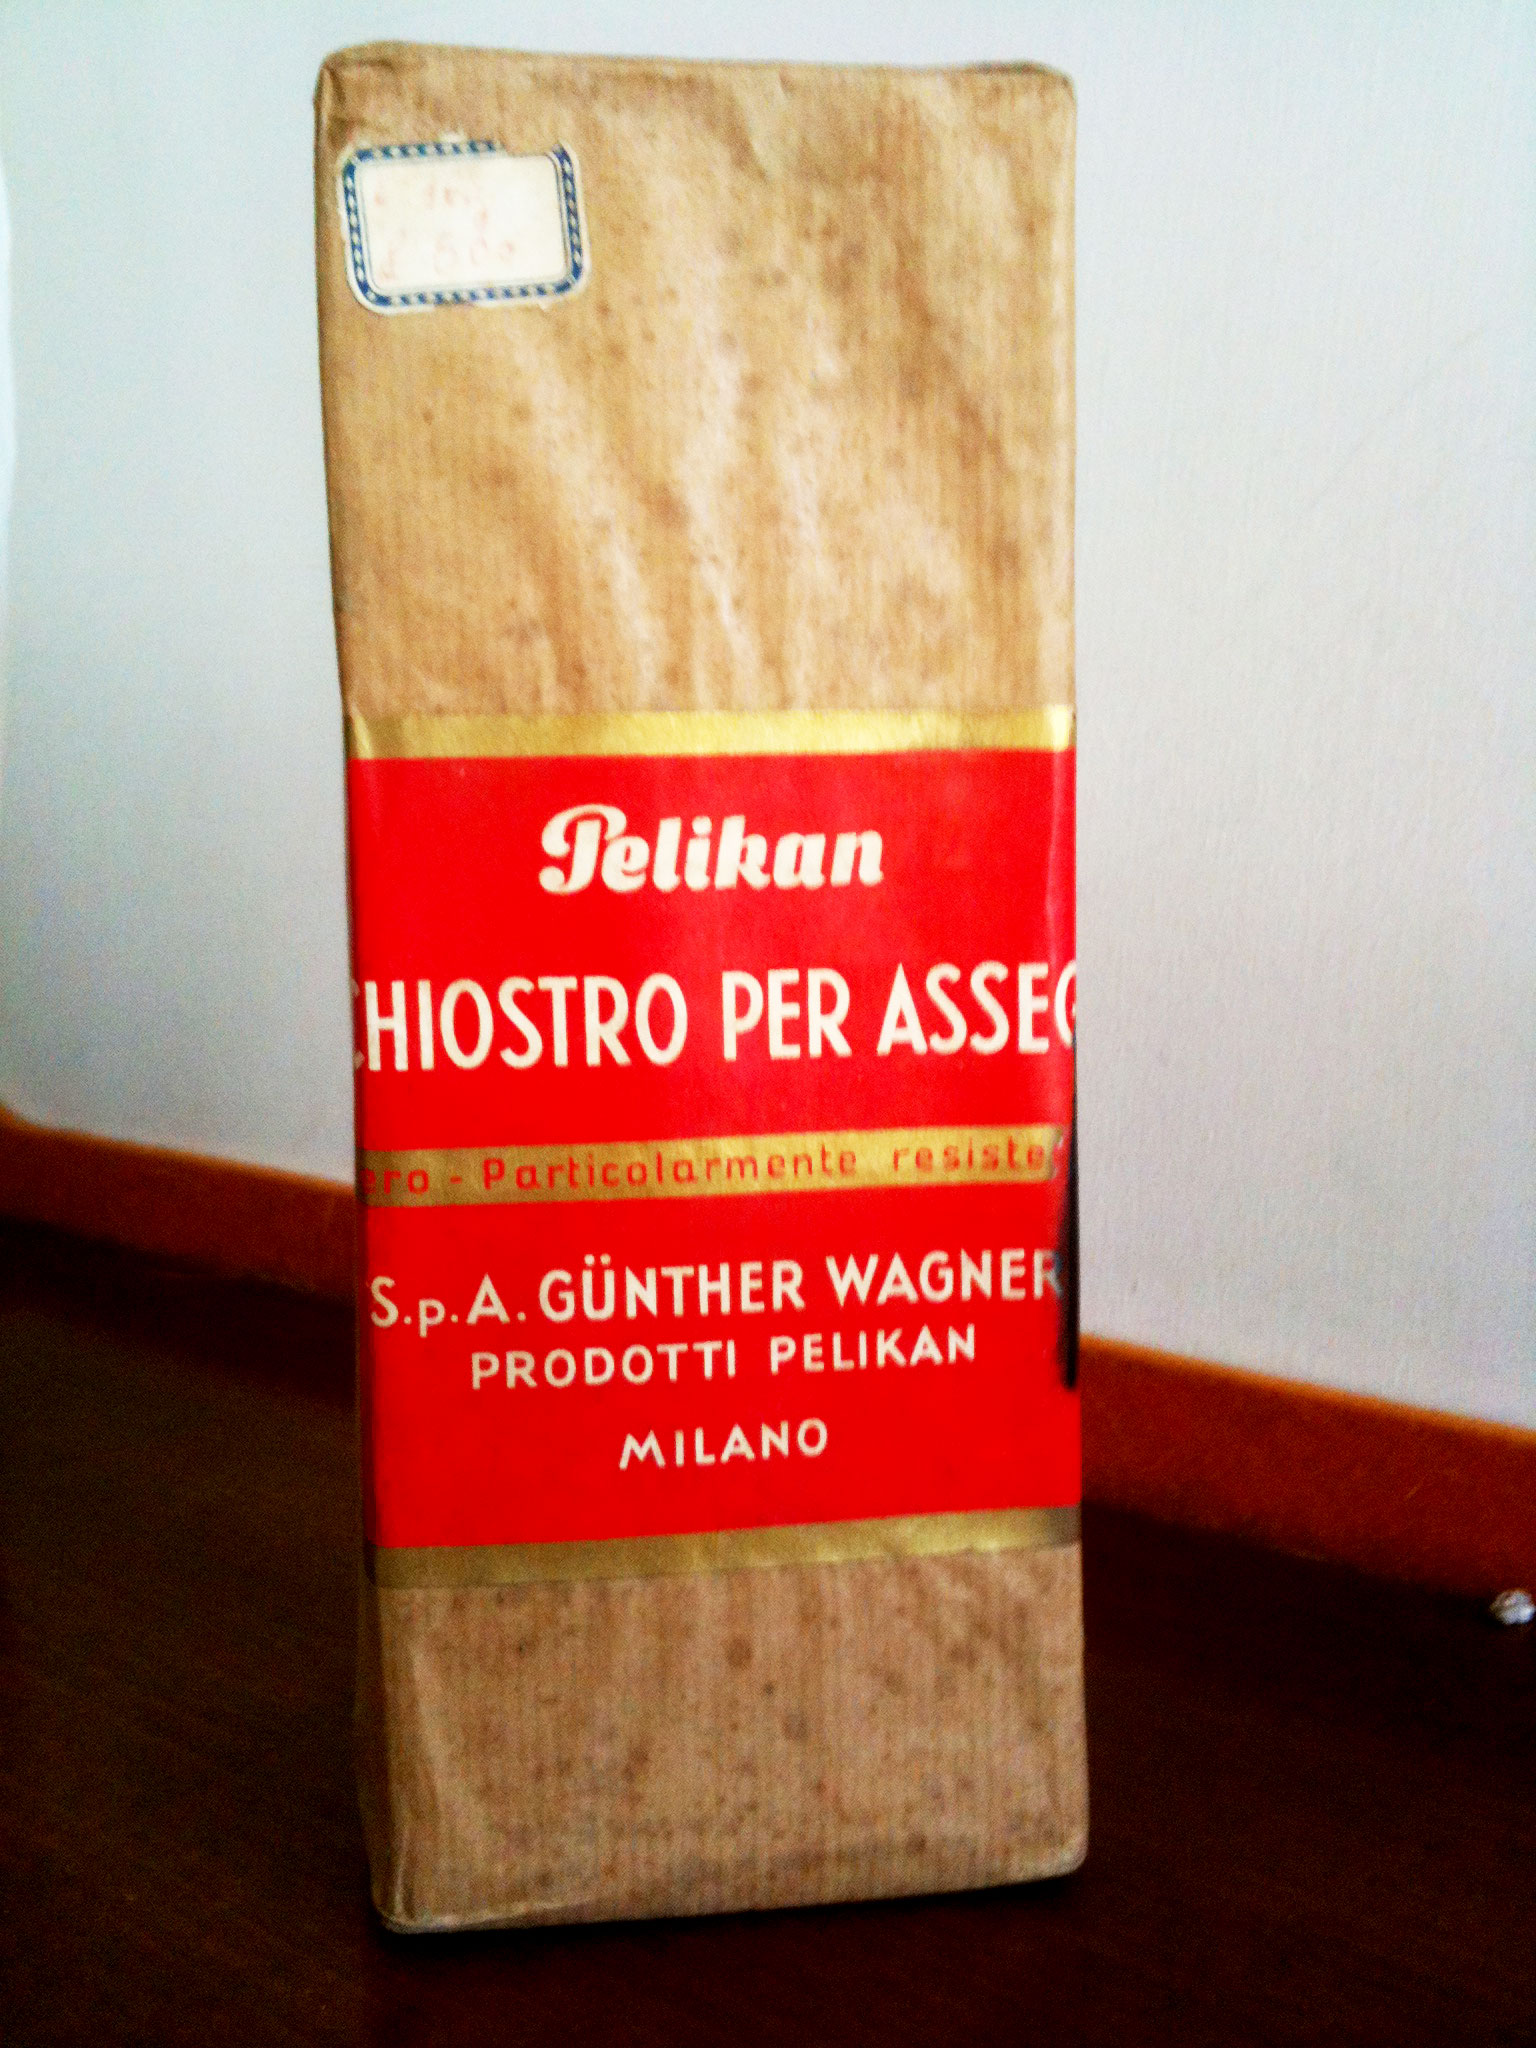 Pelikan
CHIOSTRO PER ASSEG
ero - Particolarmente resiste
S.p.A. GÜNTHER WAGNER
PRODOTTI PELIKAN
MILANO